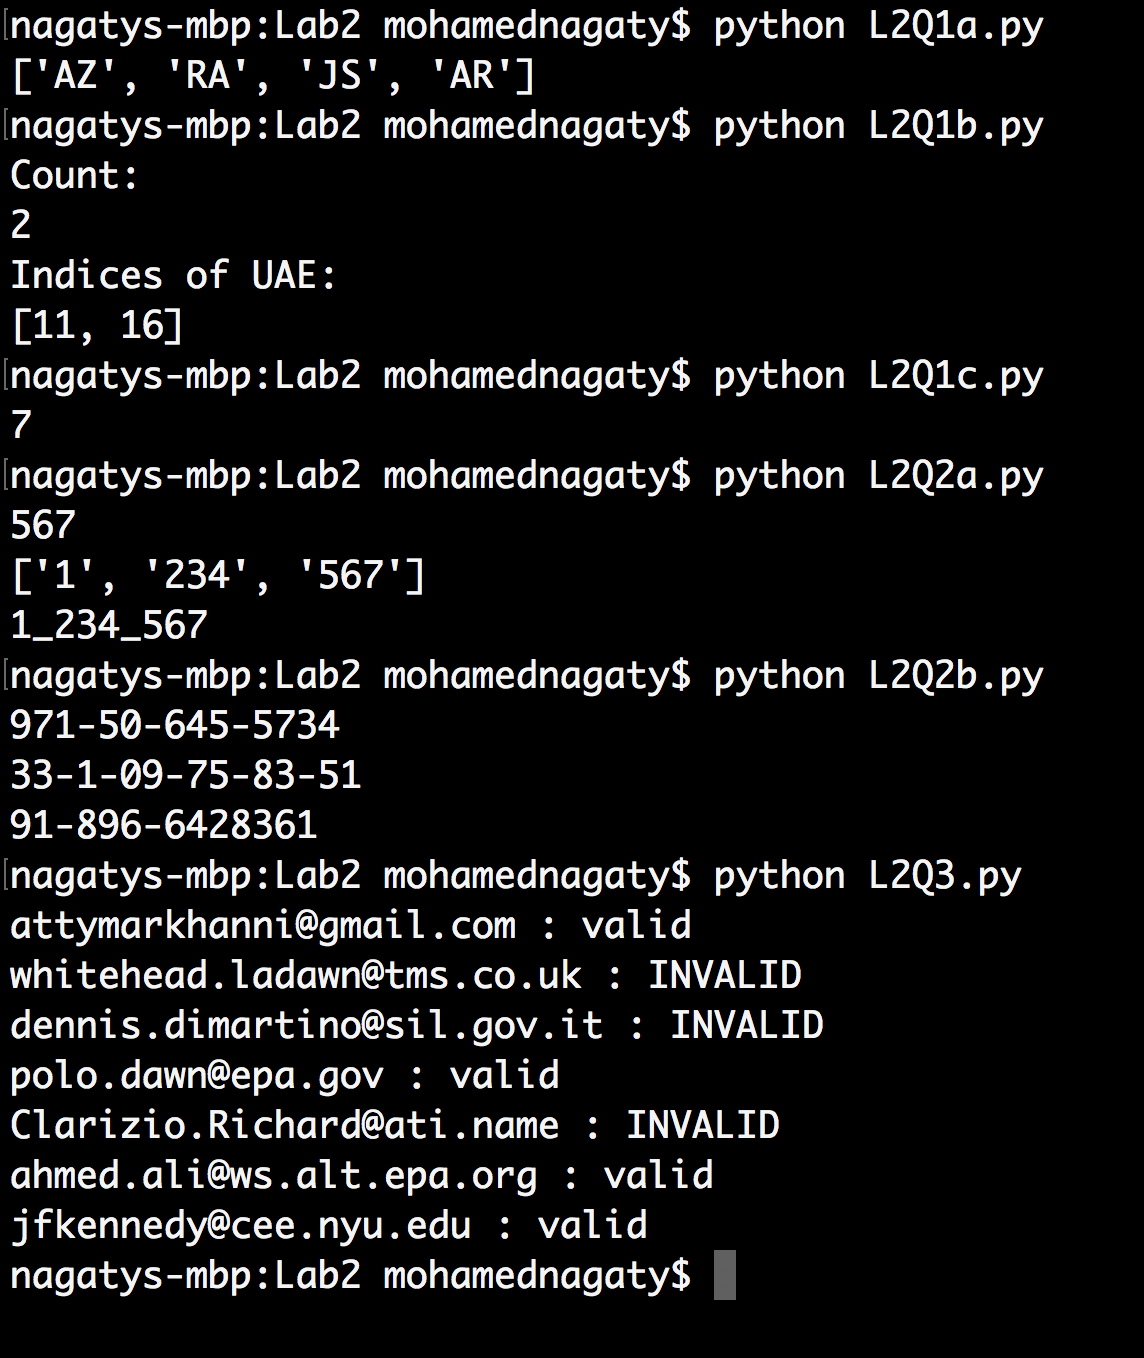 nagatys-mbp:Lab2 mohamednagaty$ python L2Q1a.py
['AZ', 'RA', 'JS', 'AR']
nagatys-mbp:Lab2 mohamednagaty$ python L2Q1b.py
Count:
2
Indices of UAE:
[11, 16]
nagatys-mbp:Lab2 mohamednagaty$ python L2Q1c.py
7
nagatys-mbp:Lab2 mohamednagaty$ python L2Q2a.py
567
['1', '234', '567']
1_234_567
nagatys-mbp:Lab2 mohamednagaty$ python L2Q2b.py
971-50-645-5734
33-1-09-75-83-51
91-896-6428361
nagatys-mbp:Lab2 mohamednagaty$ python L2Q3.py
attymarkhanni@gmail.com : valid
whitehead.ladawn@tms.co.uk : INVALID
dennis.dimartino@sil.gov.it : INVALID
polo.dawn@epa.gov : valid
Clarizio.Richard@ati.name : INVALID
ahmed.ali@ws.alt.epa.org : valid
jfkennedy@cee.nyu.edu : valid
nagatys-mbp:Lab2 mohamednagaty$